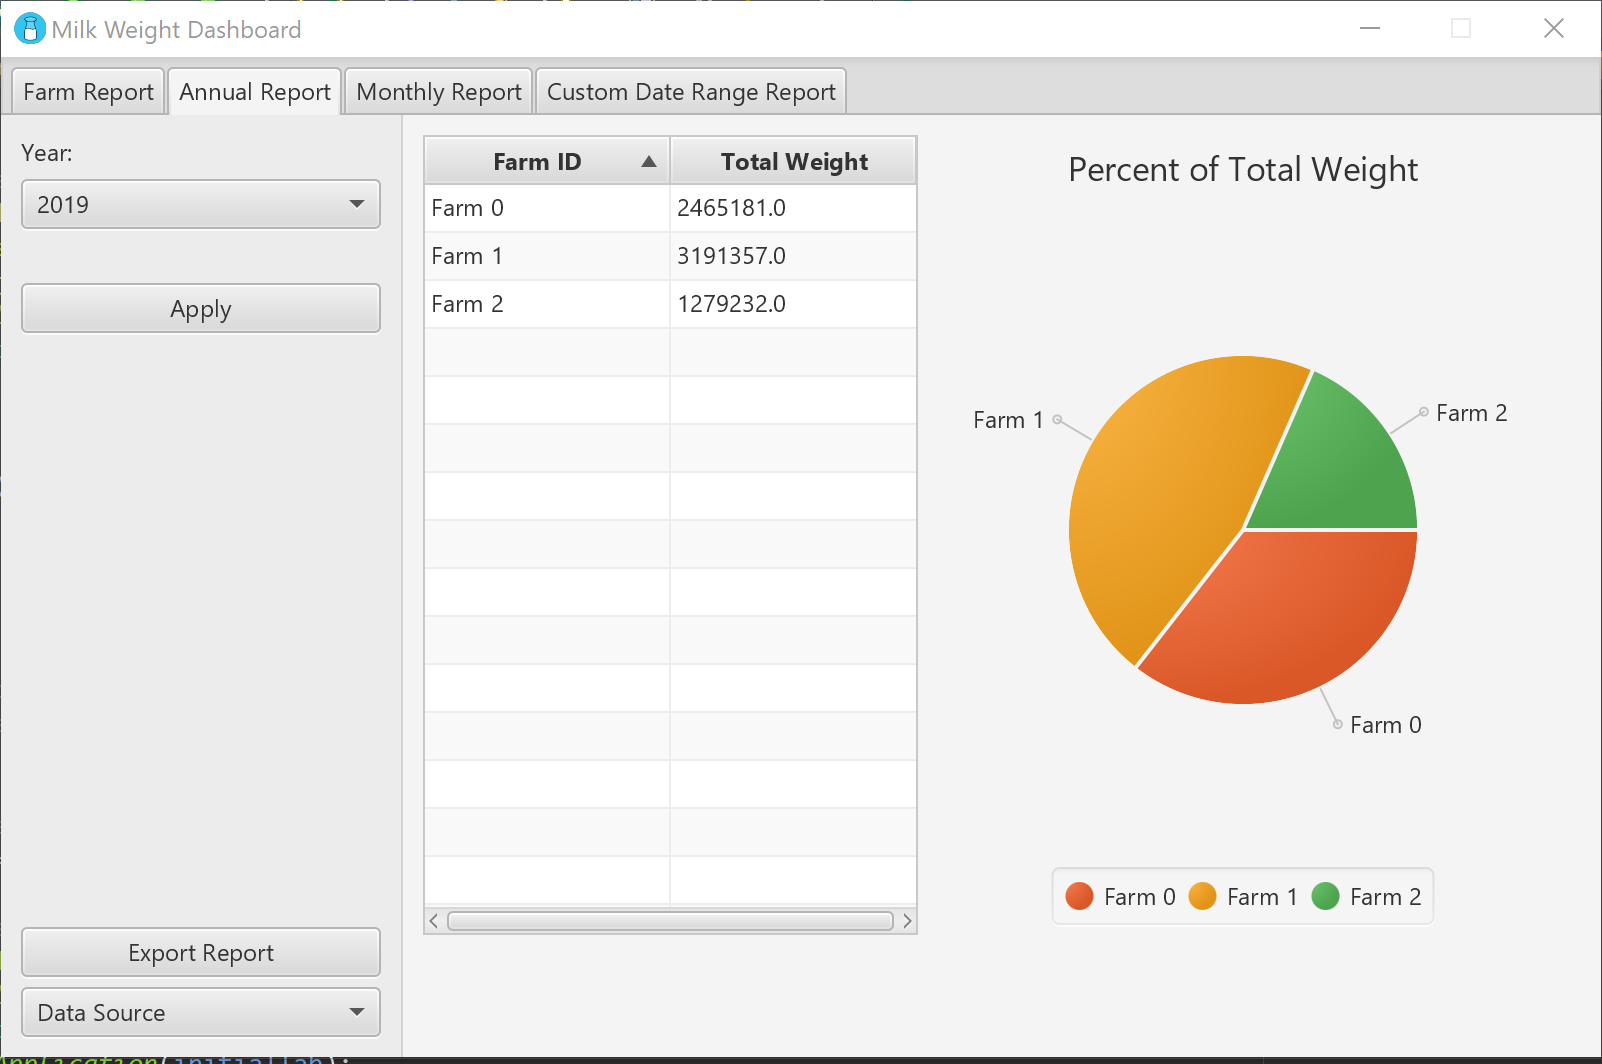 Milk Weight Dashboard
Farm Report Annual Report Monthly Report Custom Date Range Report
Year:
2019
Apply
Export Report
Data Source
Farm ID Total Weight
Farm 0 2465181.0
Farm 1 3191357.0
Farm 2 1279232.0
Percent of Total Weight
Farm 1
Farm 2
Farm 0
Farm 0 Farm 1 Farm 2